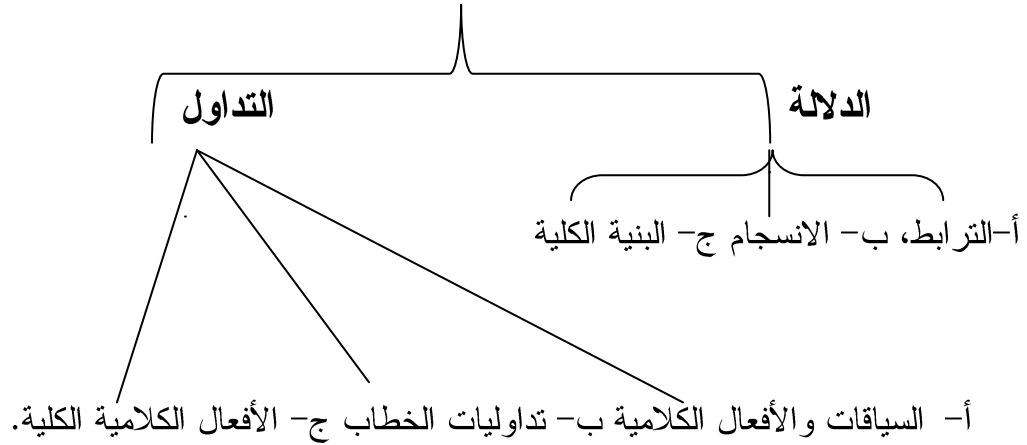 الدلالة التداول
أ-الترابط، ب- الانسجام ج- البنية الكلية
أ- السياقات والأفعال الكلامية ب- تداوليات الخطاب ج- الأفعال الكلامية الكلية.